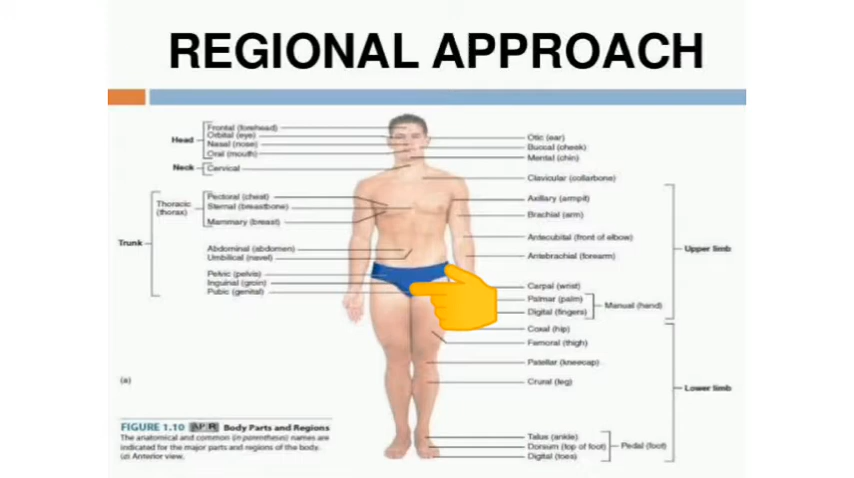 REGIONAL APPROACH
Frontal (forehead)
Orbital (eye)
Head
Nasal (nose)
Oral (mouth)
Neck
Cervical
Pectoral (chest)
Thoracic
(thorax)
Sternal (breastbone)
Mammary (breast)
Trunk
Abdominal (abdomen)
Umbilical (navel)
Pelvic (pelvis)
Inguinal (groin)
Pubic (genital)
Otic (ear)
Buccal (cheek)
Mental (chin)
Clavicular (collarbone)
Axillary (armpit)
Brachial (arm)
Antecubital (front of elbow)
Upper limb
Antebrachial (forearm)
Carpal (wrist)
Palmar (palm)
Manual (hand)
Digital (fingers)
Coxal (hip)
Femoral (thigh)
Patellar (kneecap)
Crural (leg)
Lower limb
Talus (ankle)
Dorsum (top of foot)
Pedal (foot)
Digital (toes)
(a)
FIGURE 1.10 AP|R Body Parts and Regions
The anatomical and common (in parentheses) names are
indicated for the major parts and regions of the body.
(a) Anterior view.